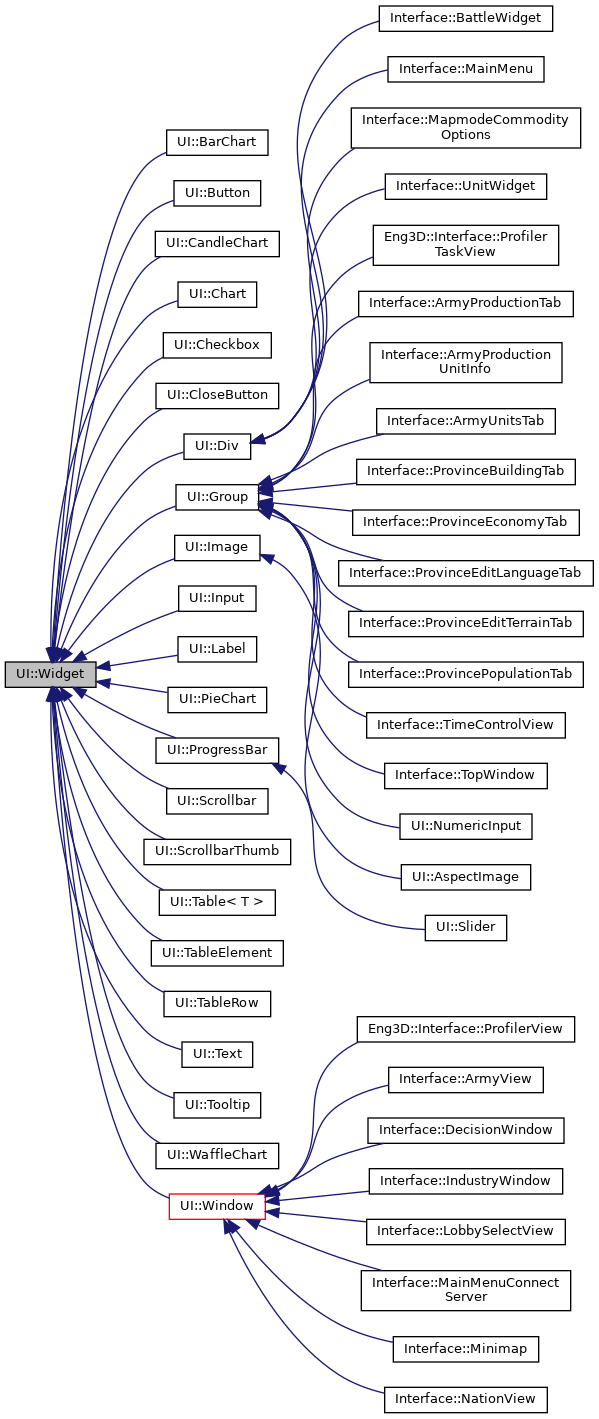 Interface::BattleWidget
Interface::MainMenu
Interface::MapmodeCommodity
Options
Interface::UnitWidget
Eng3D::Interface::Profiler
TaskView
Interface::ArmyProductionTab
Interface::ArmyProduction
UnitInfo
Interface::ArmyUnitsTab
Interface::ProvinceBuildingTab
Interface::ProvinceEconomyTab
Interface::ProvinceEditLanguageTab
Interface::ProvinceEditTerrainTab
Interface::ProvincePopulationTab
Interface::TimeControlView
Interface::TopWindow
UI::NumericInput
UI::AspectImage
UI::Slider
UI::BarChart
UI::Button
UI::CandleChart
UI::Chart
UI::Checkbox
UI::CloseButton
UI::Div
UI::Group
UI::Image
UI::Input
UI::Label
UI::Widget
UI::PieChart
UI::ProgressBar
UI::Scrollbar
UI::ScrollbarThumb
UI::Table< T >
UI::TableElement
UI::TableRow
UI::Text
UI::Tooltip
UI::WaffleChart
UI::Window
Eng3D::Interface::ProfilerView
Interface::ArmyView
Interface::DecisionWindow
Interface::IndustryWindow
Interface::LobbySelectView
Interface::MainMenuConnect
Server
Interface::Minimap
Interface::NationView